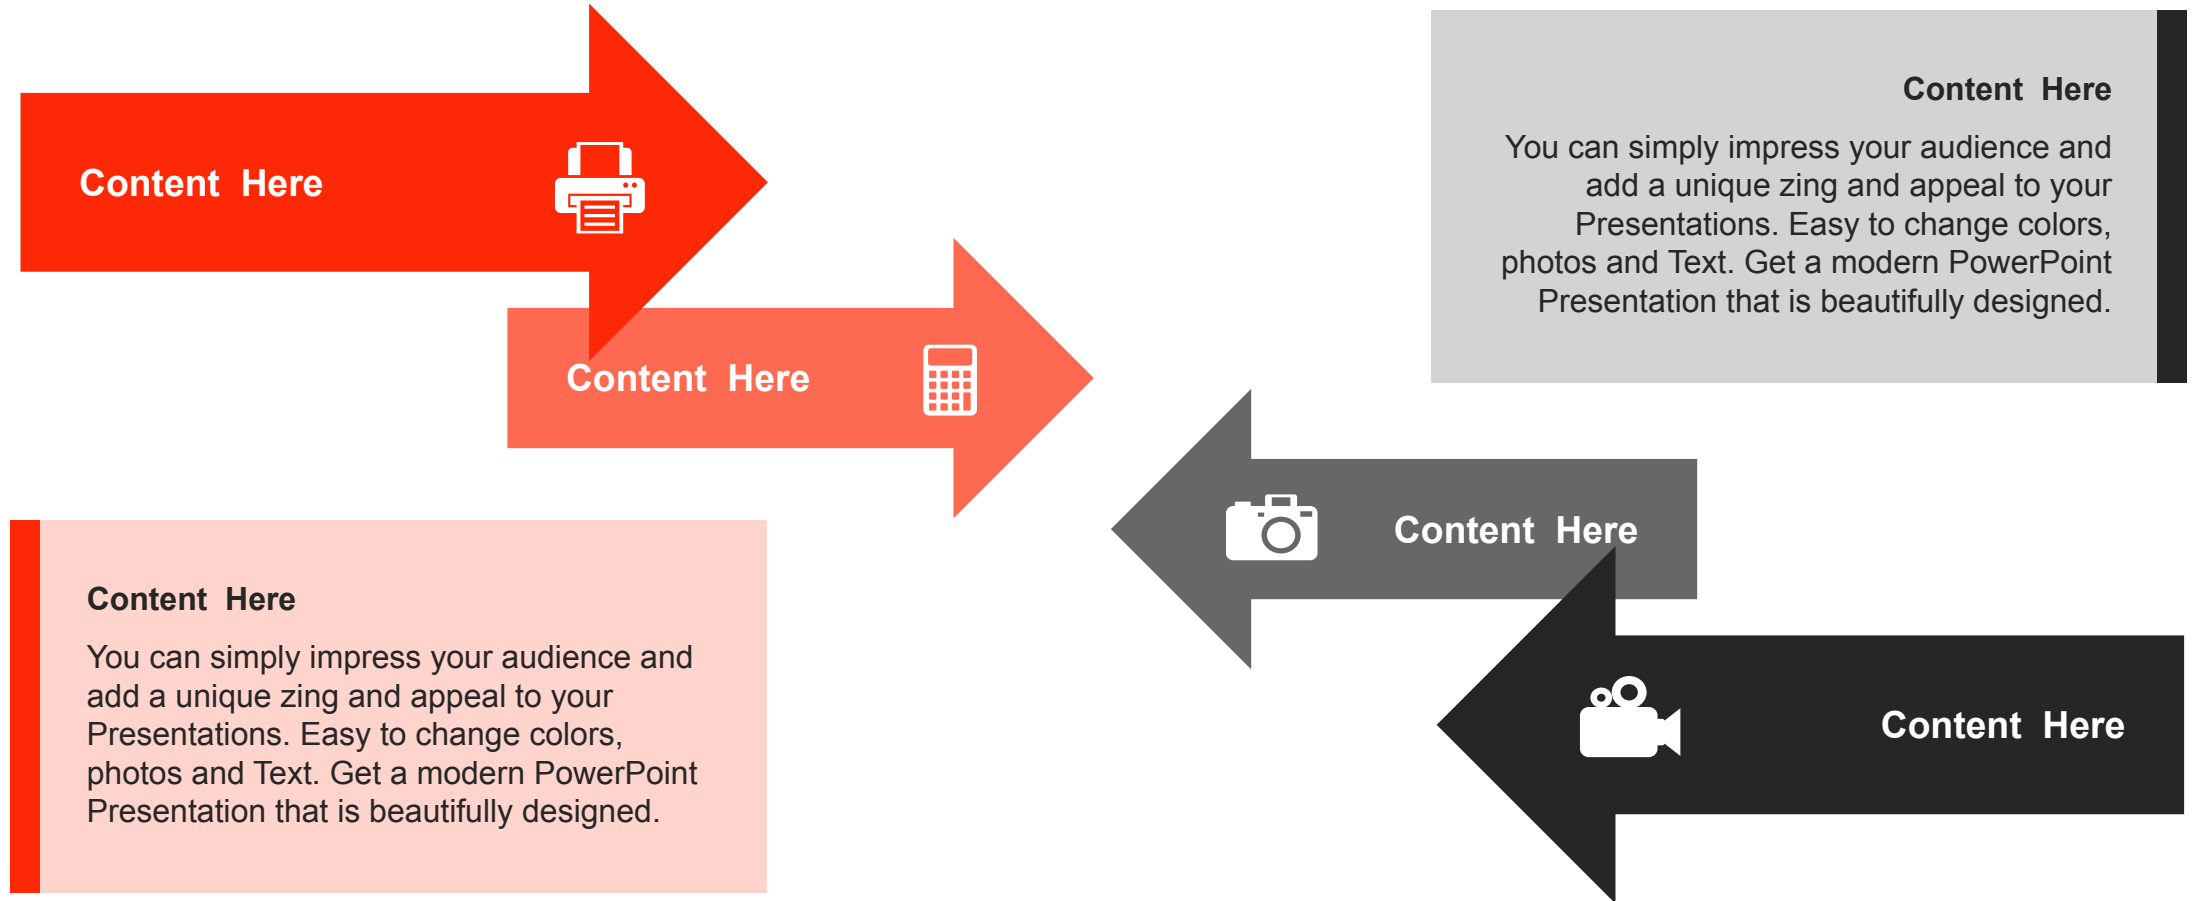 Content Here
Content Here
Content Here
You can simply impress your audience and
add a unique zing and appeal to your
Presentations. Easy to change colors,
photos and Text. Get a modern PowerPoint
Presentation that is beautifully designed.
Content Here
Content Here
Content Here
You can simply impress your audience and
add a unique zing and appeal to your
Presentations. Easy to change colors,
photos and Text. Get a modern PowerPoint
Presentation that is beautifully designed.